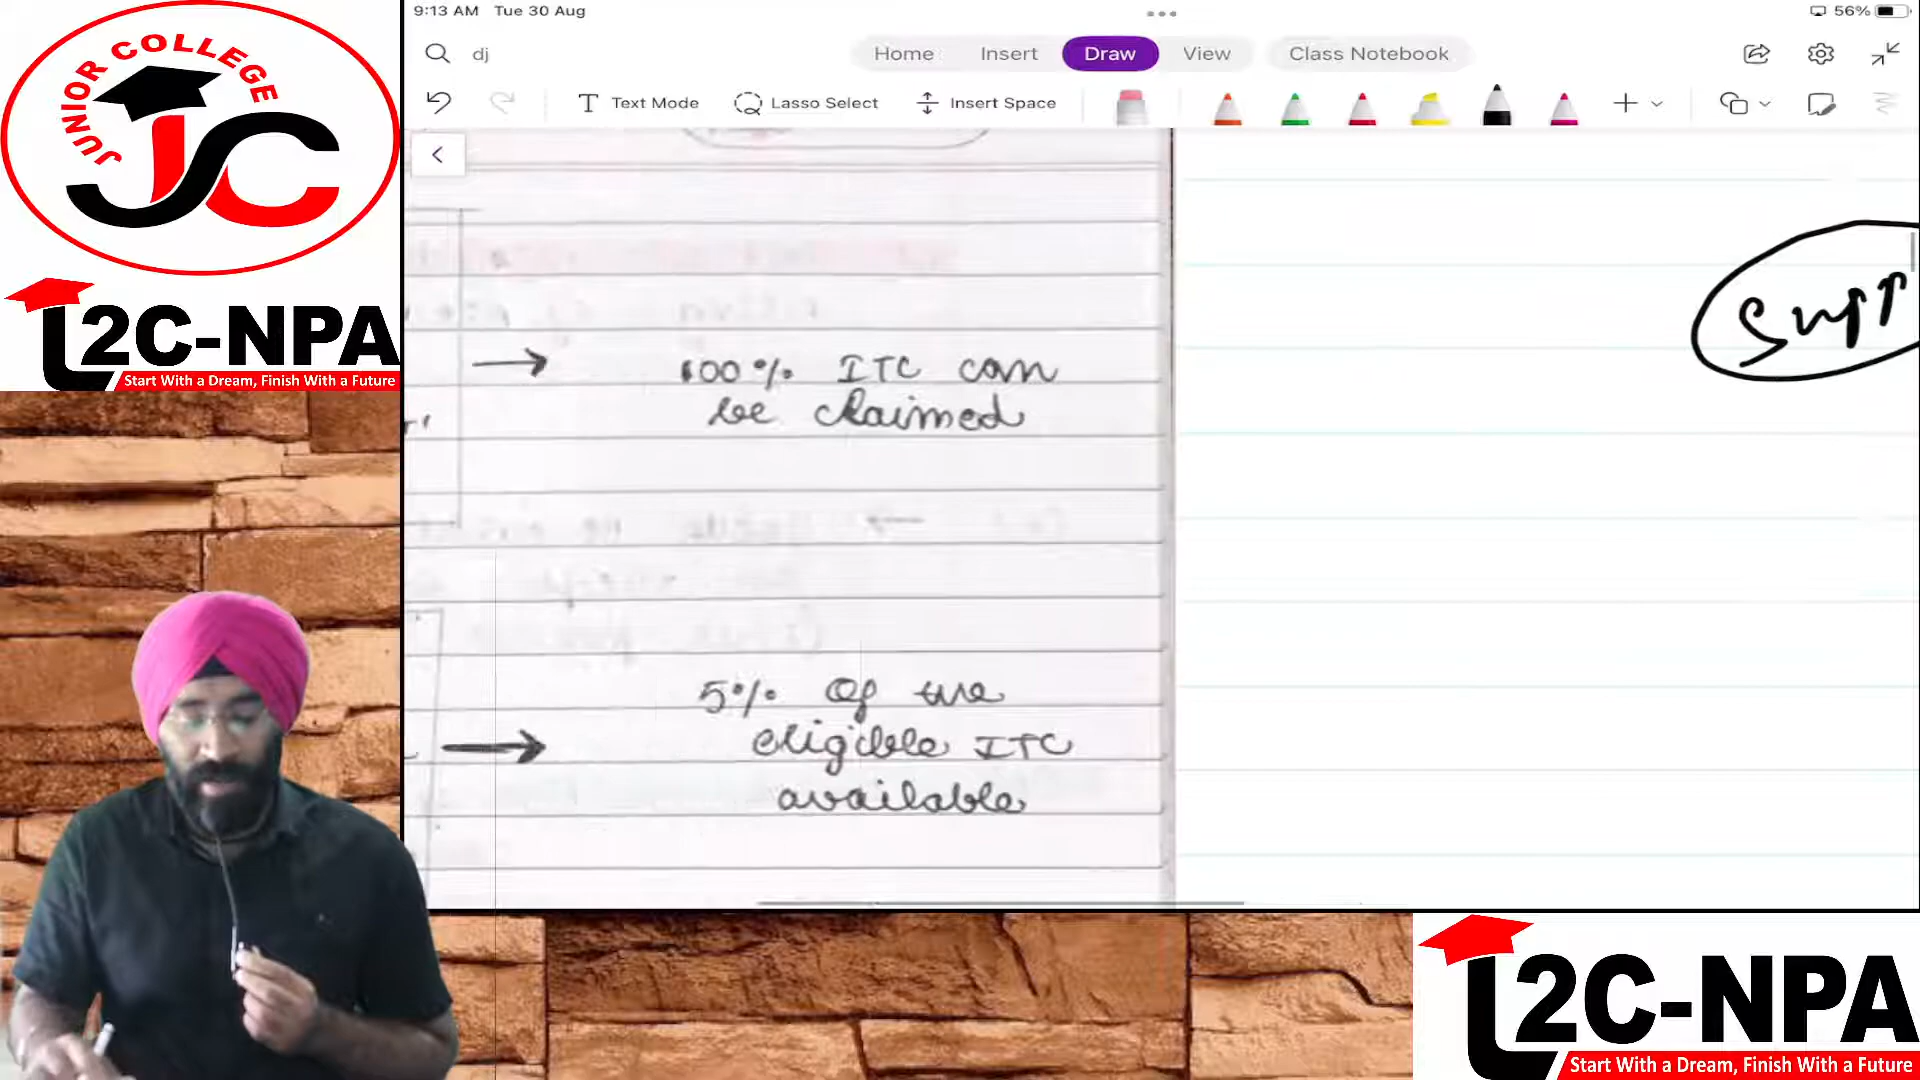 9:13 AM Tue 30 Aug
56%
dj
Home Insert Draw View Class Notebook
Text Mode Lasso Select Insert Space
JUNIOR COLLEGE
JC
L2C-NPA
Start With a Dream, Finish With a Future
100% ITC can
be claimed
5% Of the
eligible ITC
available
Supp
L2C-NPA
Start With a Dream, Finish With a Future